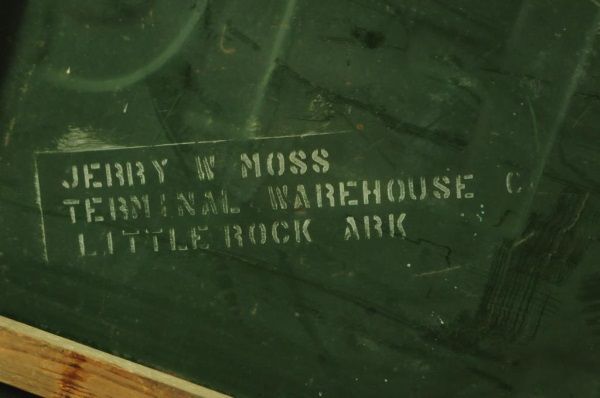 JERRY W MOSS
TERMINAL WAREHOUSE C
LITTLE ROCK ARK